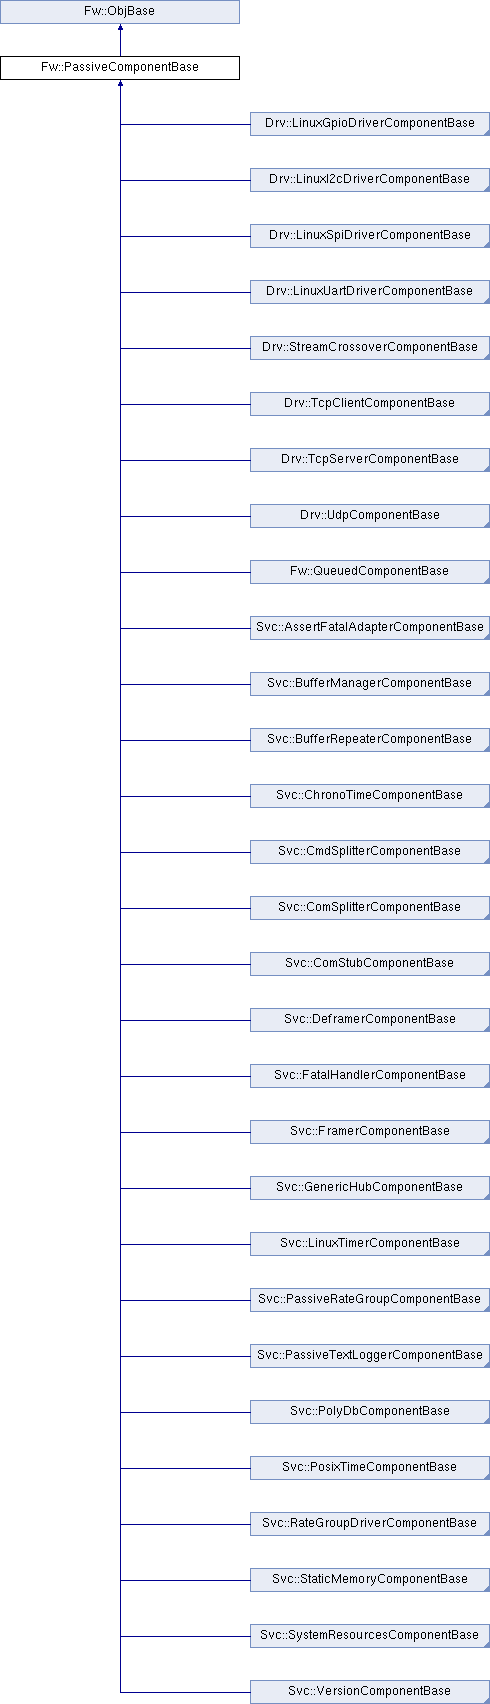 Fw::ObjBase
Fw::PassiveComponentBase
Drv::LinuxGpioDriverComponentBase
Drv::LinuxI2cDriverComponentBase
Drv::LinuxSpiDriverComponentBase
Drv::LinuxUartDriverComponentBase
Drv::StreamCrossoverComponentBase
Drv::TcpClientComponentBase
Drv::TcpServerComponentBase
Drv::UdpComponentBase
Fw::QueuedComponentBase
Svc::AssertFatalAdapterComponentBase
Svc::BufferManagerComponentBase
Svc::BufferRepeaterComponentBase
Svc::ChronoTimeComponentBase
Svc::CmdSplitterComponentBase
Svc::ComSplitterComponentBase
Svc::ComStubComponentBase
Svc::DeframerComponentBase
Svc::FatalHandlerComponentBase
Svc::FramerComponentBase
Svc::GenericHubComponentBase
Svc::LinuxTimerComponentBase
Svc::PassiveRateGroupComponentBase
Svc::PassiveTextLoggerComponentBase
Svc::PolyDbComponentBase
Svc::PosixTimeComponentBase
Svc::RateGroupDriverComponentBase
Svc::StaticMemoryComponentBase
Svc::SystemResourcesComponentBase
Svc::VersionComponentBase